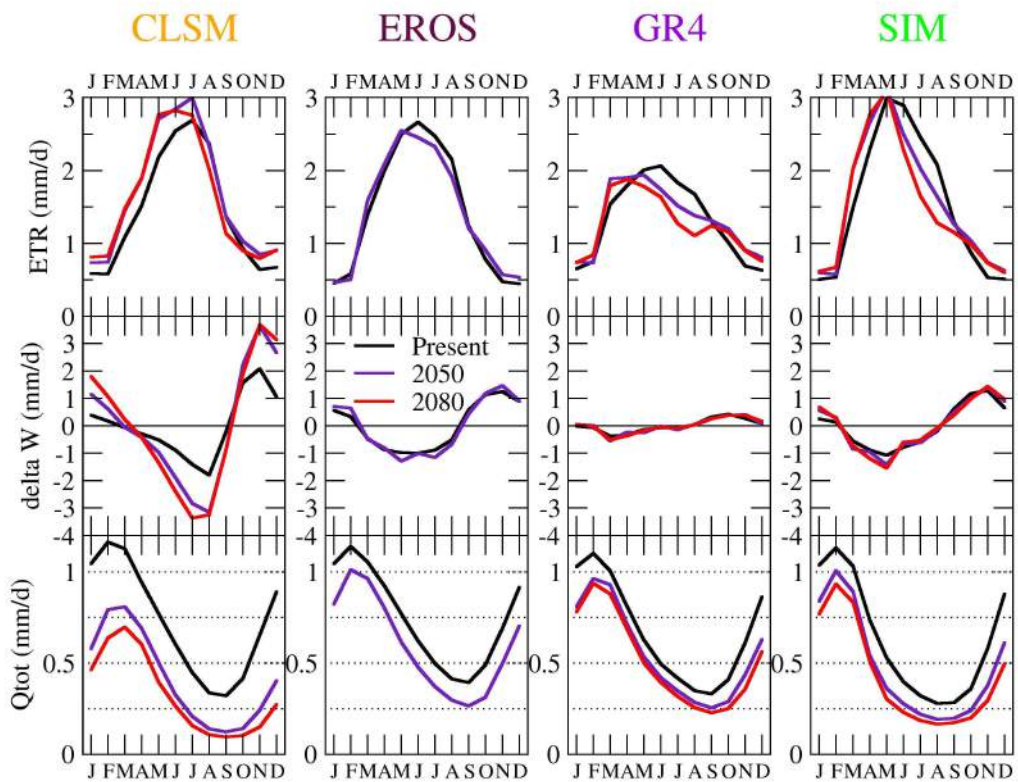 CLSM EROS GR4 SIM
J FMAMJ J A SOND J FMAMJ J A SOND J FMAMJ J A SOND J FMAMJ J A SOND
ETR (mm/d)
3 3 3 3
2 2 2 2
1 1 1 1
0 0 0 0
delta W (mm/d)
3 3 3 3
2 2 2 2
1 1 1 1
0 0 0 0
-1 -1 -1 -1
-2 -2 -2 -2
-3 -3 -3 -3
-4 -4 -4 -4
Present
2050
2080
Qtot (mm/d)
1 1 1 1
0.5 0.5 0.5 0.5
0 0 0 0
J FMAMJ J A SOND J FMAMJ J A SOND J FMAMJ J A SOND J FMAMJ J A SOND